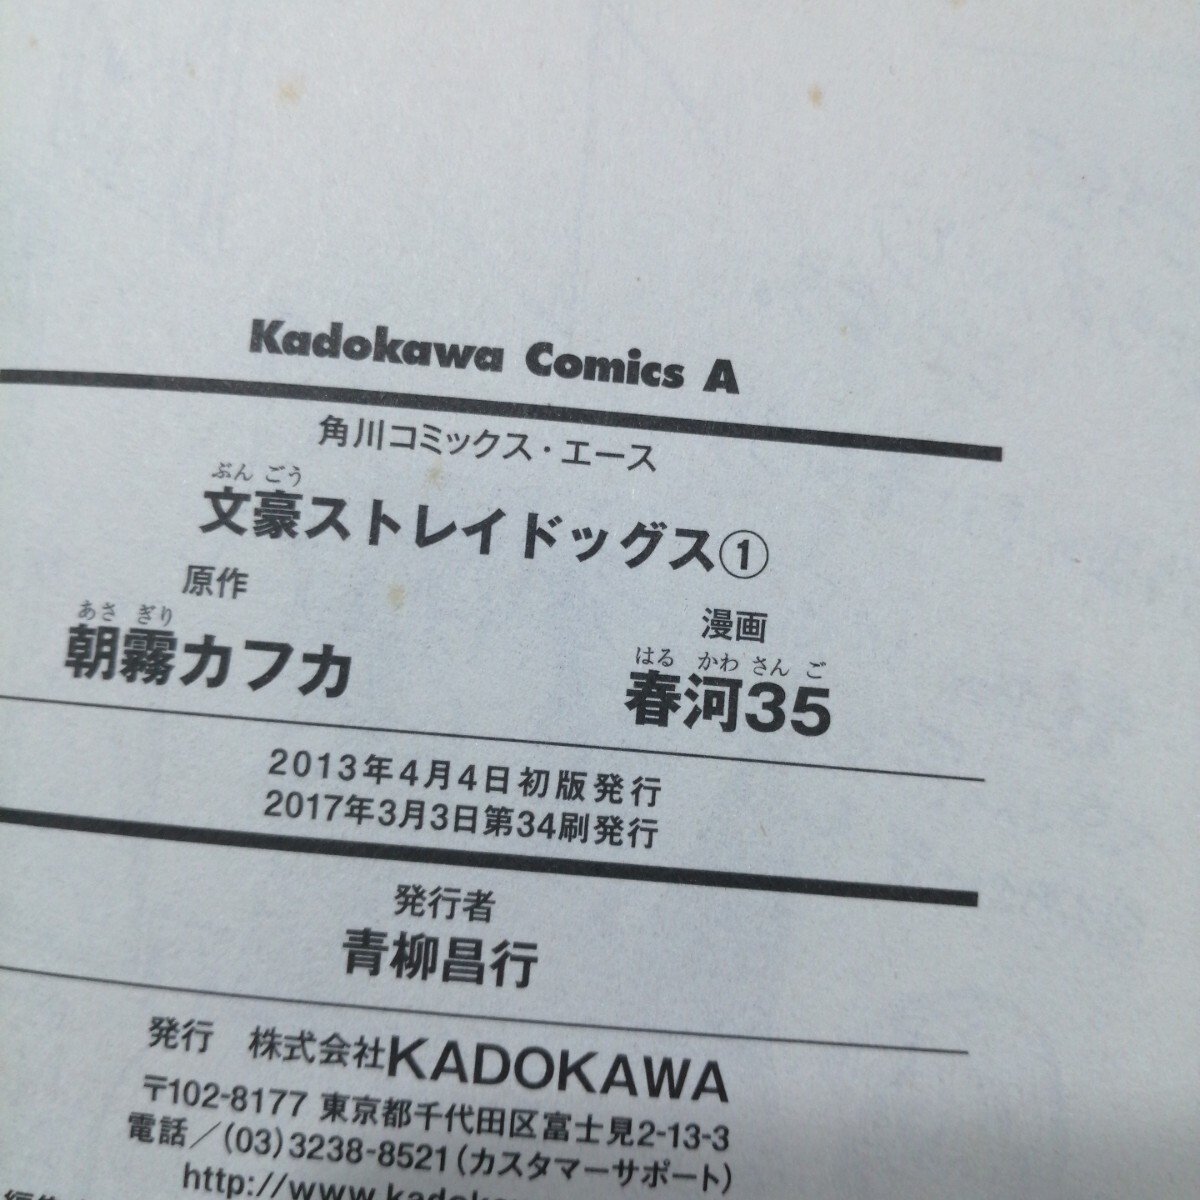 Kadokawa Comics A
角川コミックス・エース
ぶん ごう
文豪ストレイドッグス①
原作
あさ ぎり
朝霧カフカ
漫画
はる かわ さん ご
春河35
2013年4月4日初版発行
2017年3月3日第34刷発行
発行者
青柳昌行
発行 株式会社KADOKAWA
〒102-8177 東京都千代田区富士見2-13-3
電話/(03)3238-8521(カスタマーサポート)
http://www.kadok